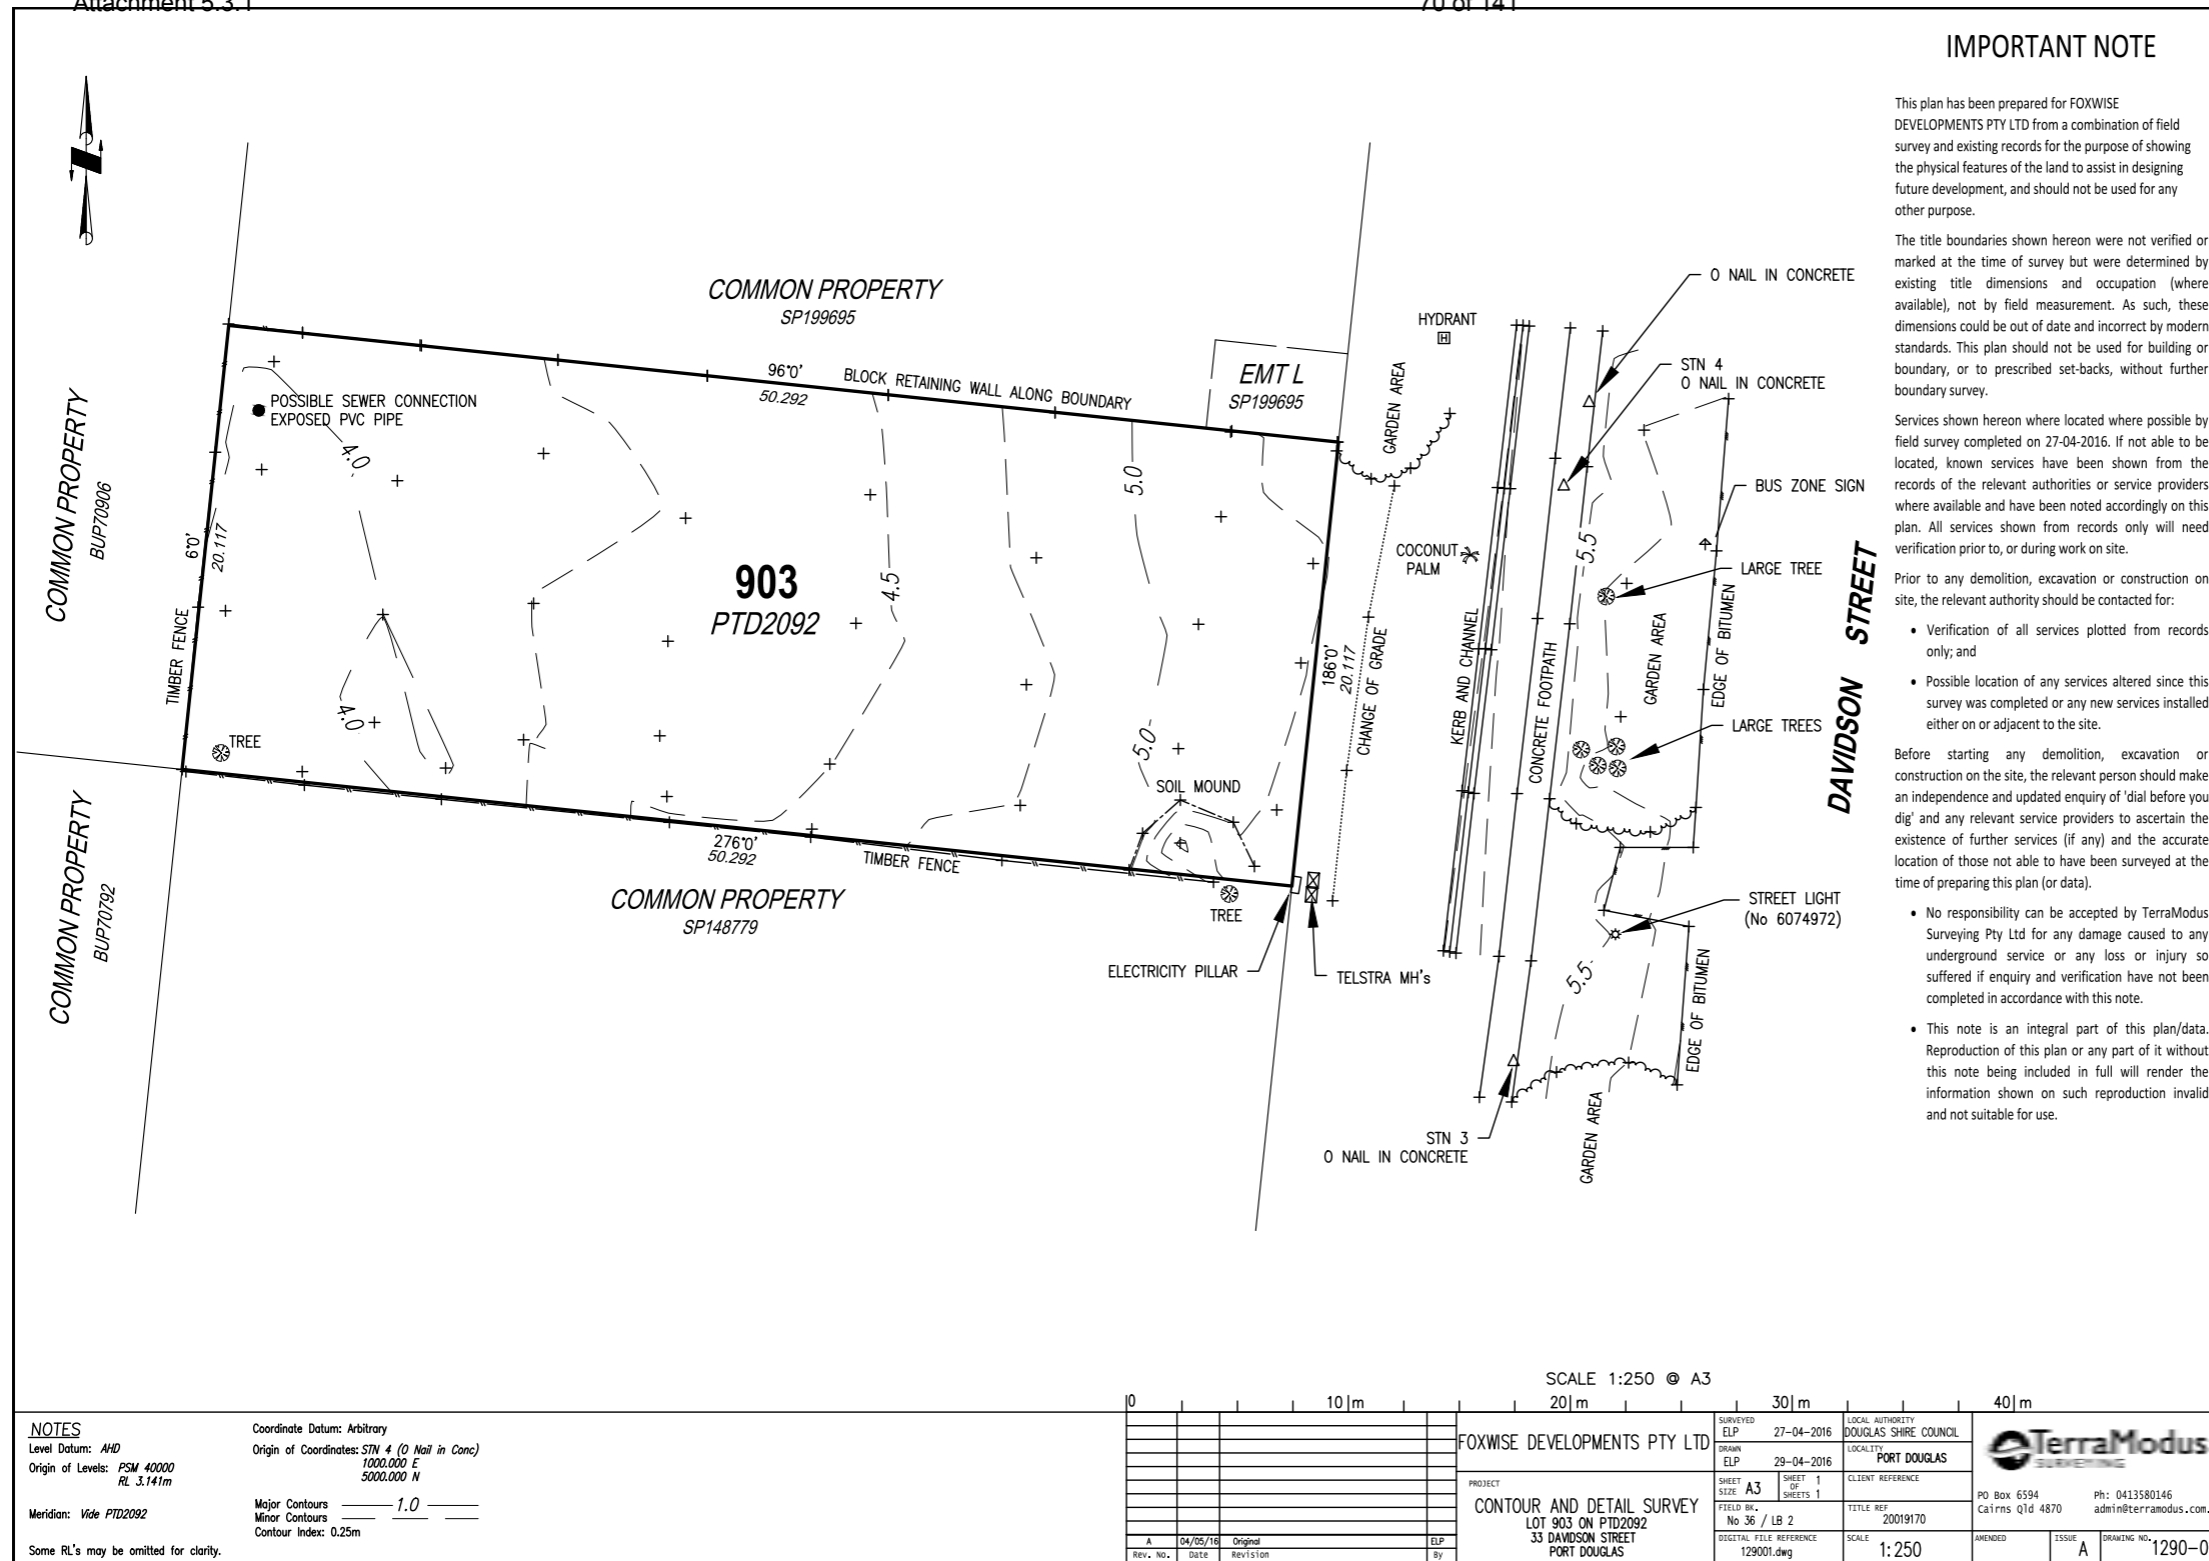 Attachment 5.3.1
70 of 141
IMPORTANT NOTE
This plan has been prepared for FOXWISE
DEVELOPMENTS PTY LTD from a combination of field
survey and existing records for the purpose of showing
the physical features of the land to assist in designing
future development, and should not be used for any
other purpose.
The title boundaries shown hereon were not verified or
marked at the time of survey but were determined by
existing title dimensions and occupation (where
available), not by field measurement. As such, these
dimensions could be out of date and incorrect by modern
standards. This plan should not be used for building or
boundary, or to prescribed set-backs, without further
boundary survey.
Services shown hereon where located where possible by
field survey completed on 27-04-2016. If not able to be
located, known services have been shown from the
records of the relevant authorities or service providers
where available and have been noted accordingly on this
plan. All services shown from records only will need
verification prior to, or during work on site.
Prior to any demolition, excavation or construction on
site, the relevant authority should be contacted for:
• Verification of all services plotted from records
only; and
• Possible location of any services altered since this
survey was completed or any new services installed
either on or adjacent to the site.
Before starting any demolition, excavation or
construction on the site, the relevant person should make
an independence and updated enquiry of 'dial before you
dig' and any relevant service providers to ascertain the
existence of further services (if any) and the accurate
location of those not able to have been surveyed at the
time of preparing this plan (or data).
• No responsibility can be accepted by TerraModus
Surveying Pty Ltd for any damage caused to any
underground service or any loss or injury so
suffered if enquiry and verification have not been
completed in accordance with this note.
• This note is an integral part of this plan/data.
Reproduction of this plan or any part of it without
this note being included in full will render the
information shown on such reproduction invalid
and not suitable for use.
COMMON PROPERTY
SP199695
96°0'
50.292
BLOCK RETAINING WALL ALONG BOUNDARY
EMT L
SP199695
HYDRANT
H
GARDEN AREA
O NAIL IN CONCRETE
STN 4
O NAIL IN CONCRETE
BUS ZONE SIGN
LARGE TREE
LARGE TREES
STREET LIGHT
(No 6074972)
POSSIBLE SEWER CONNECTION
EXPOSED PVC PIPE
COMMON PROPERTY
BUP70906
6°0'
20.117
TIMBER FENCE
4.0
4.0
4.5
5.0
5.0
5.5
5.5
903
PTD2092
COCONUT
PALM
186°0'
20.117
CHANGE OF GRADE
KERB AND CHANNEL
CONCRETE FOOTPATH
GARDEN AREA
EDGE OF BITUMEN
DAVIDSON STREET
TREE
SOIL MOUND
276°0'
50.292
TIMBER FENCE
COMMON PROPERTY
BUP70792
COMMON PROPERTY
SP148779
TREE
ELECTRICITY PILLAR
TELSTRA MH's
EDGE OF BITUMEN
STN 3
O NAIL IN CONCRETE
GARDEN AREA
SCALE 1:250 @ A3
0 10 m 20 m 30 m 40 m
NOTES
Level Datum: AHD
Origin of Levels: PSM 40000
RL 3.141m
Meridian: Vide PTD2092
Some RL's may be omitted for clarity.
Coordinate Datum: Arbitrary
Origin of Coordinates: STN 4 (O Nail in Conc)
1000.000 E
5000.000 N
Major Contours 1.0
Minor Contours
Contour Index: 0.25m
A 04/05/16 Original ELP
Rev. No. Date Revision By
FOXWISE DEVELOPMENTS PTY LTD
PROJECT
CONTOUR AND DETAIL SURVEY
LOT 903 ON PTD2092
33 DAVIDSON STREET
PORT DOUGLAS
SURVEYED
ELP 27-04-2016
DRAWN
ELP 29-04-2016
SHEET SIZE A3
SHEET 1 OF SHEETS 1
FIELD BK.
No 36 / LB 2
DIGITAL FILE REFERENCE
129001.dwg
LOCAL AUTHORITY
DOUGLAS SHIRE COUNCIL
LOCALITY
PORT DOUGLAS
CLIENT REFERENCE
TITLE REF
20019170
SCALE
1:250
TerraModus
SURVEYING
PO Box 6594
Cairns Qld 4870
Ph: 0413580146
admin@terramodus.com.
AMENDED
ISSUE
A
DRAWING NO.
1290-0